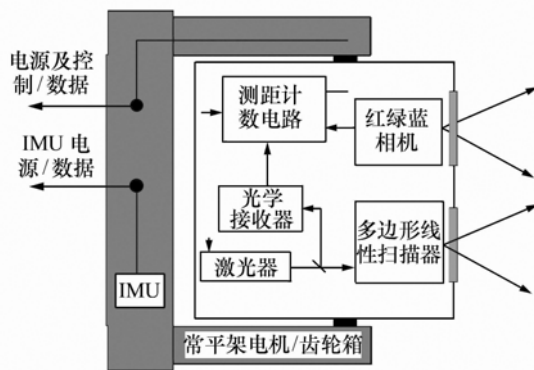 电源及控
制/数据
IMU 电
源/数据
IMU
测距计
数电路
红绿蓝
相机
光学
接收器
激光器
多边形线
性扫描器
常平架电机/齿轮箱